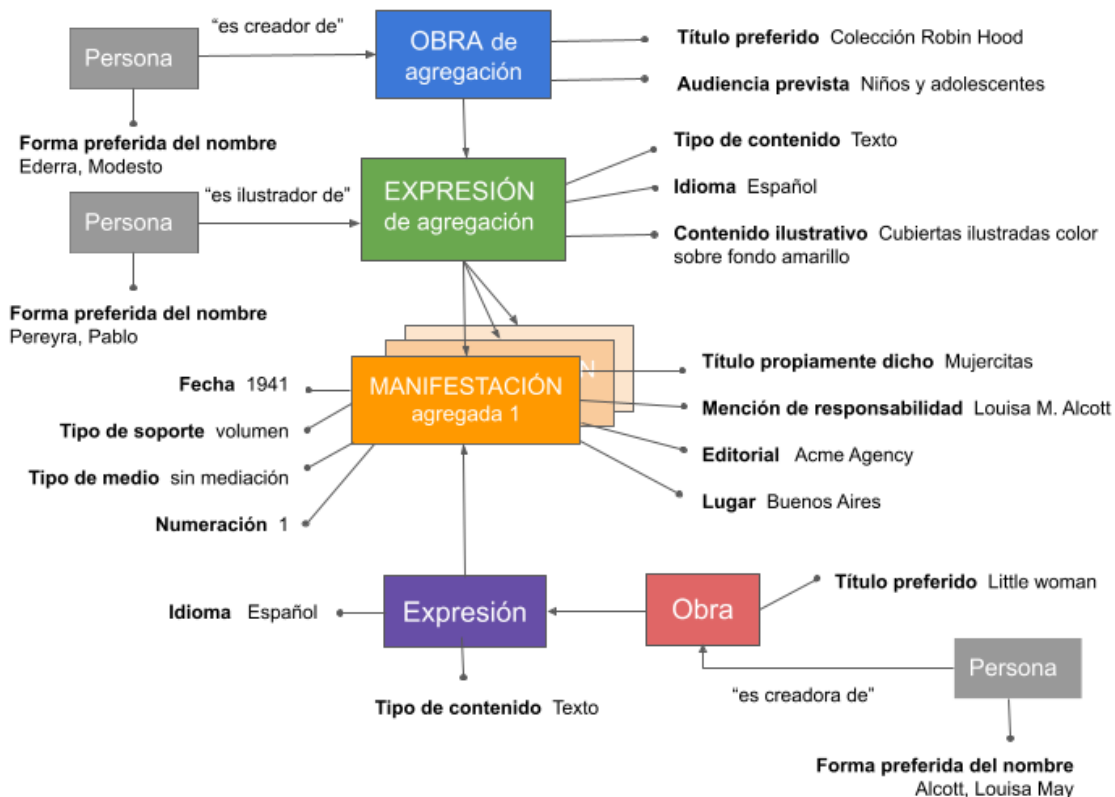 “es creador de”
Persona
OBRA de
agregación
Título preferido Colección Robin Hood
Audiencia prevista Niños y adolescentes
Forma preferida del nombre
Ederra, Modesto
“es ilustrador de”
Persona
EXPRESIÓN
de agregación
Tipo de contenido Texto
Idioma Español
Contenido ilustrativo Cubiertas ilustradas color
sobre fondo amarillo
Forma preferida del nombre
Pereyra, Pablo
N
MANIFESTACIÓN
agregada 1
Fecha 1941
Tipo de soporte volumen
Tipo de medio sin mediación
Numeración 1
Título propiamente dicho Mujercitas
Mención de responsabilidad Louisa M. Alcott
Editorial Acme Agency
Lugar Buenos Aires
Idioma Español
Expresión
Obra
Título preferido Little woman
Tipo de contenido Texto
“es creadora de”
Persona
Forma preferida del nombre
Alcott, Louisa May